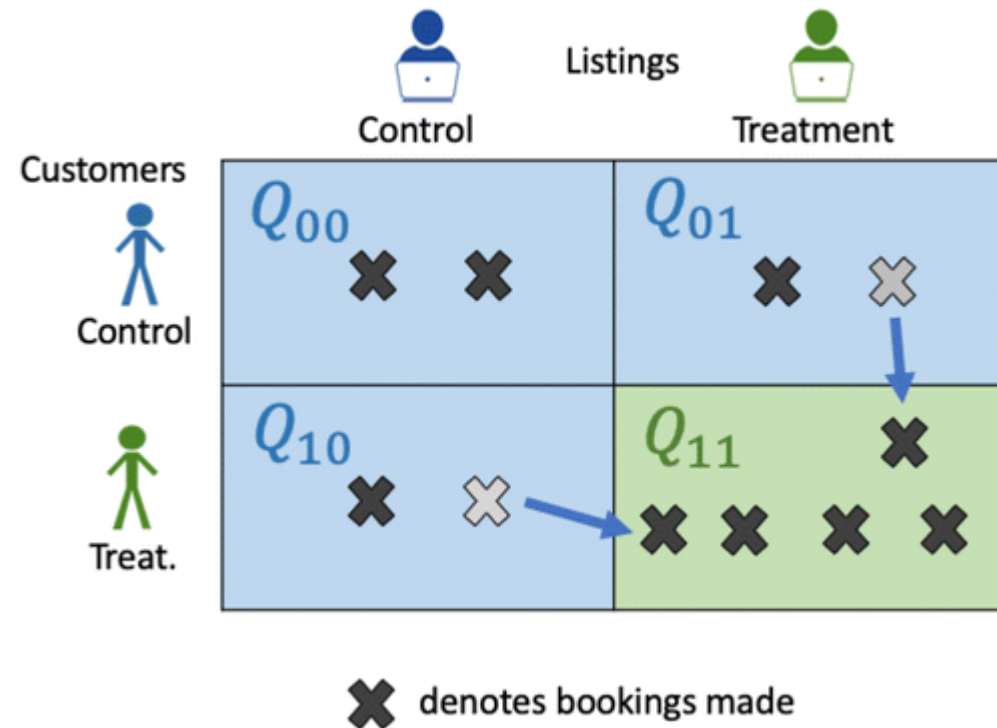 Listings
Control Treatment
Customers
Q₀₀ Q₀₁
Control
Q₁₀ Q₁₁
Treat.
denotes bookings made